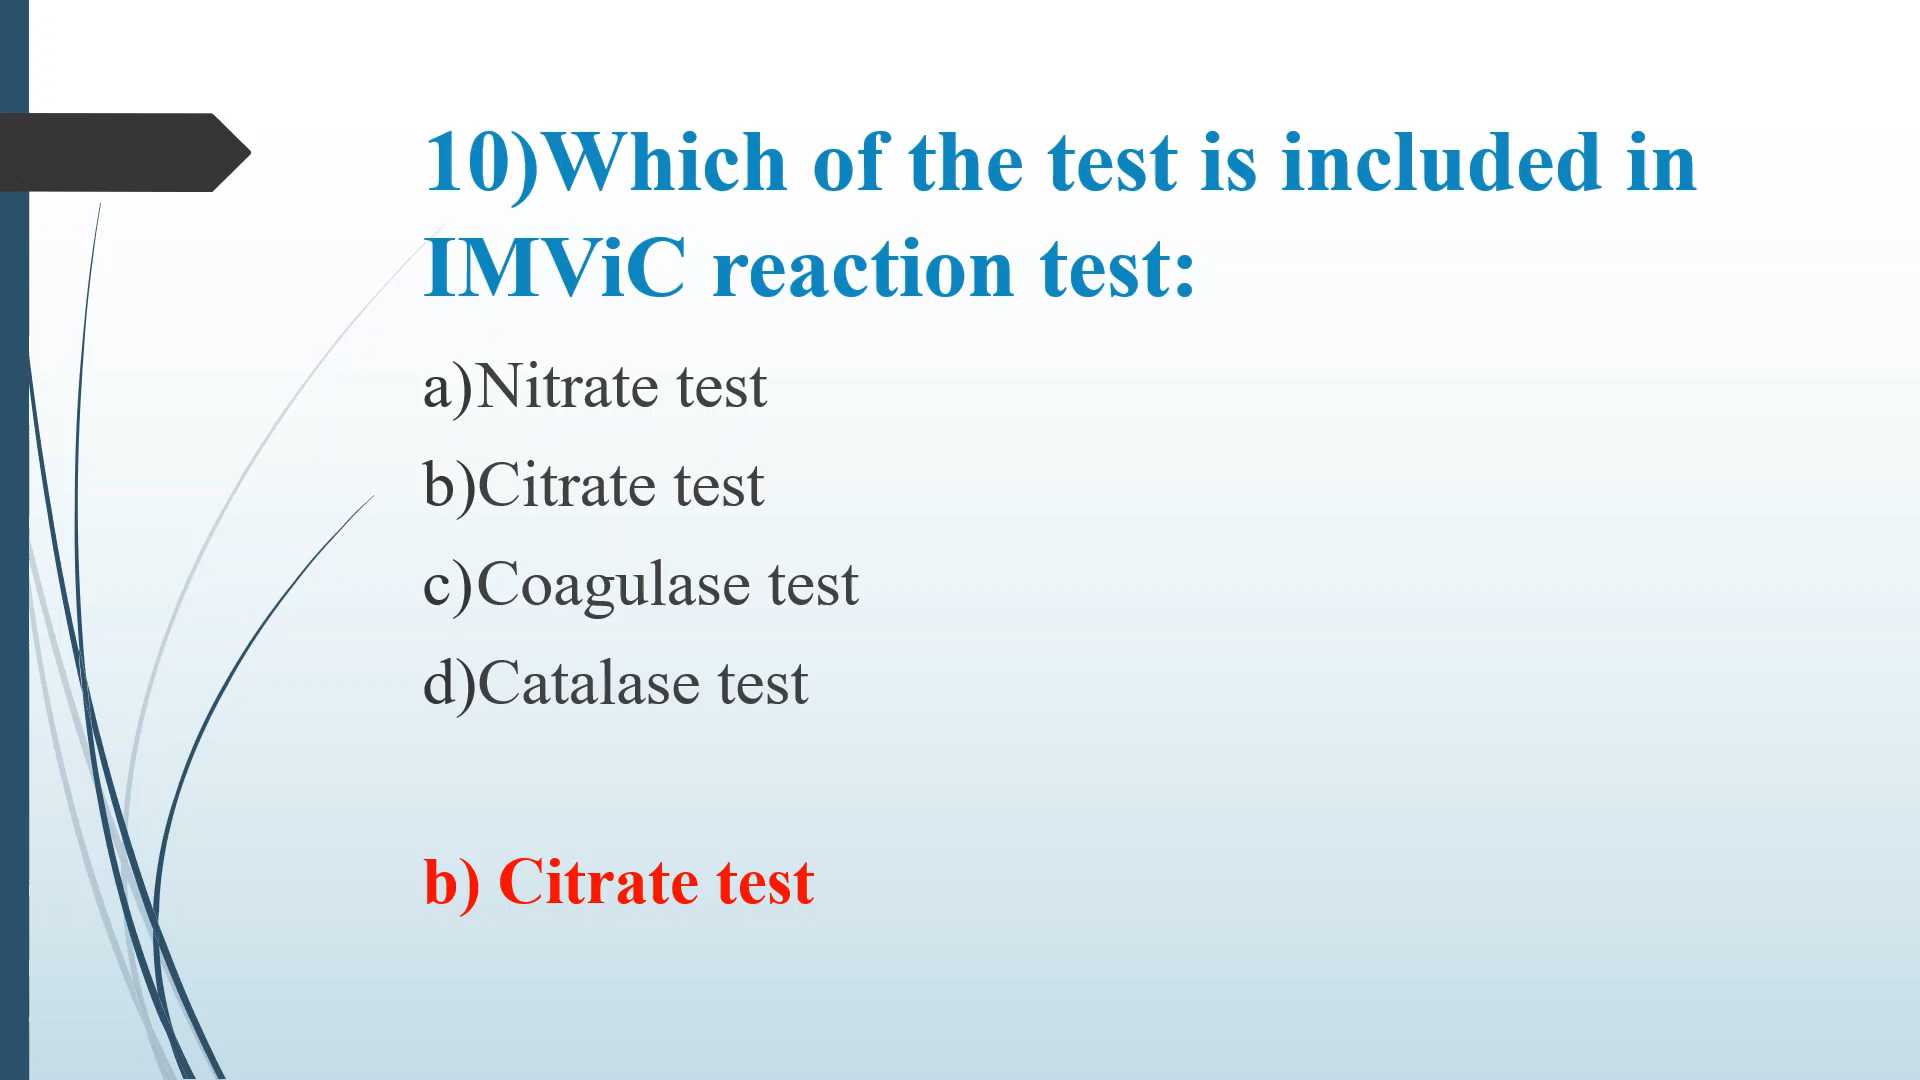 10)Which of the test is included in
IMViC reaction test:
a)Nitrate test
b)Citrate test
c)Coagulase test
d)Catalase test
b) Citrate test